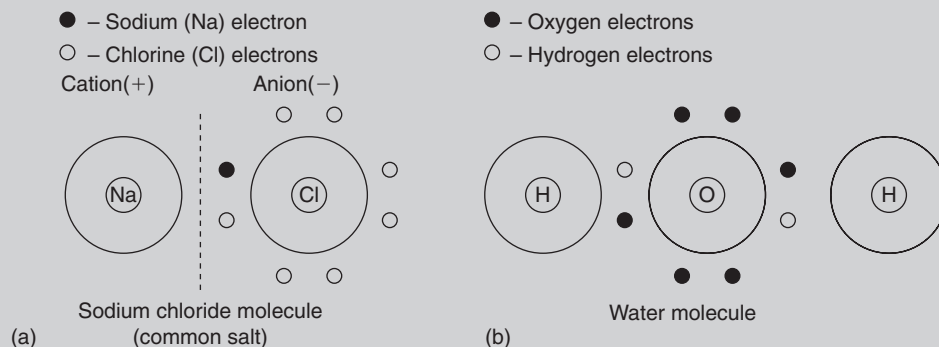 – Sodium (Na) electron
– Chlorine (Cl) electrons
Cation(+) Anion(−)
Na Cl
Sodium chloride molecule
(a) (common salt)
– Oxygen electrons
– Hydrogen electrons
H O H
Water molecule
(b)